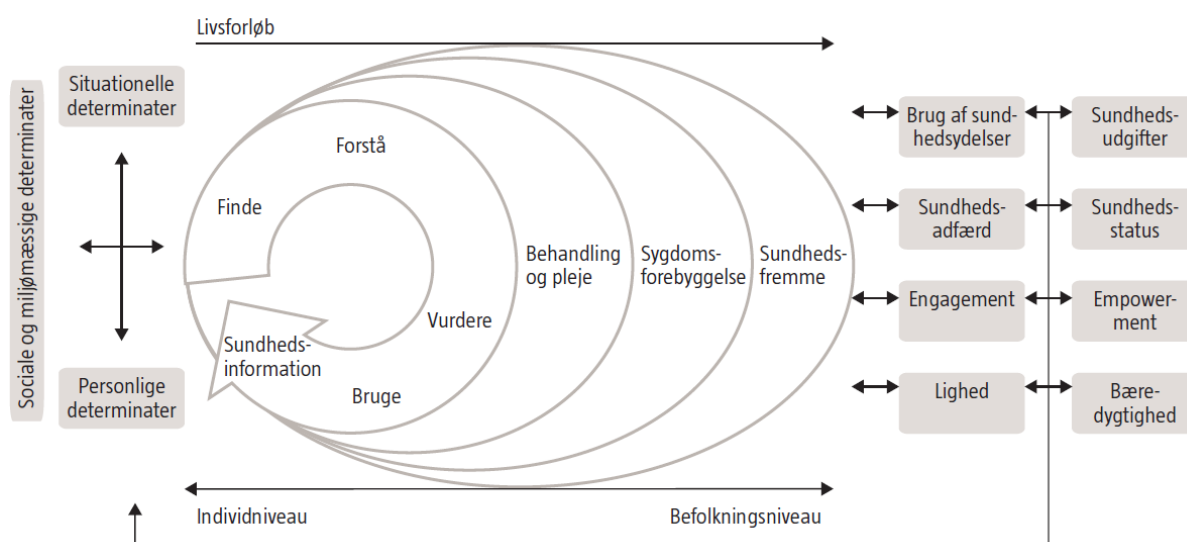 Livsforløb
Sociale og miljømæssige determinater
Situationelle
determinater
Personlige
determinater
Finde
Forstå
Vurdere
Bruge
Sundheds-
information
Behandling
og pleje
Sygdoms-
forebyggelse
Sundheds-
fremme
Brug af sund-
hedsydelser
Sundheds-
udgifter
Sundheds-
adfærd
Sundheds-
status
Engagement
Empower-
ment
Lighed
Bære-
dygtighed
Individniveau
Befolkningsniveau